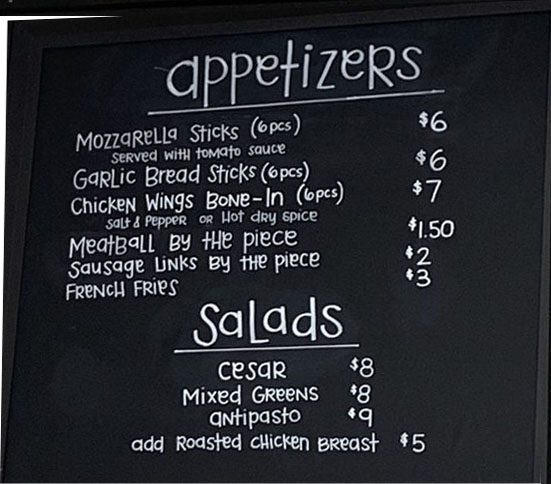 appetizers
Mozzarella Sticks (6pcs) $6
served with tomato sauce
Garlic Bread Sticks (6pcs) $6
Chicken Wings Bone-In (6pcs) $7
Salt & Pepper or Hot dry spice
Meatball by the piece $1.50
Sausage Links By the piece $2
French Fries $3
Salads
cesar $8
Mixed Greens $8
antipasto $9
add Roasted chicken Breast $5